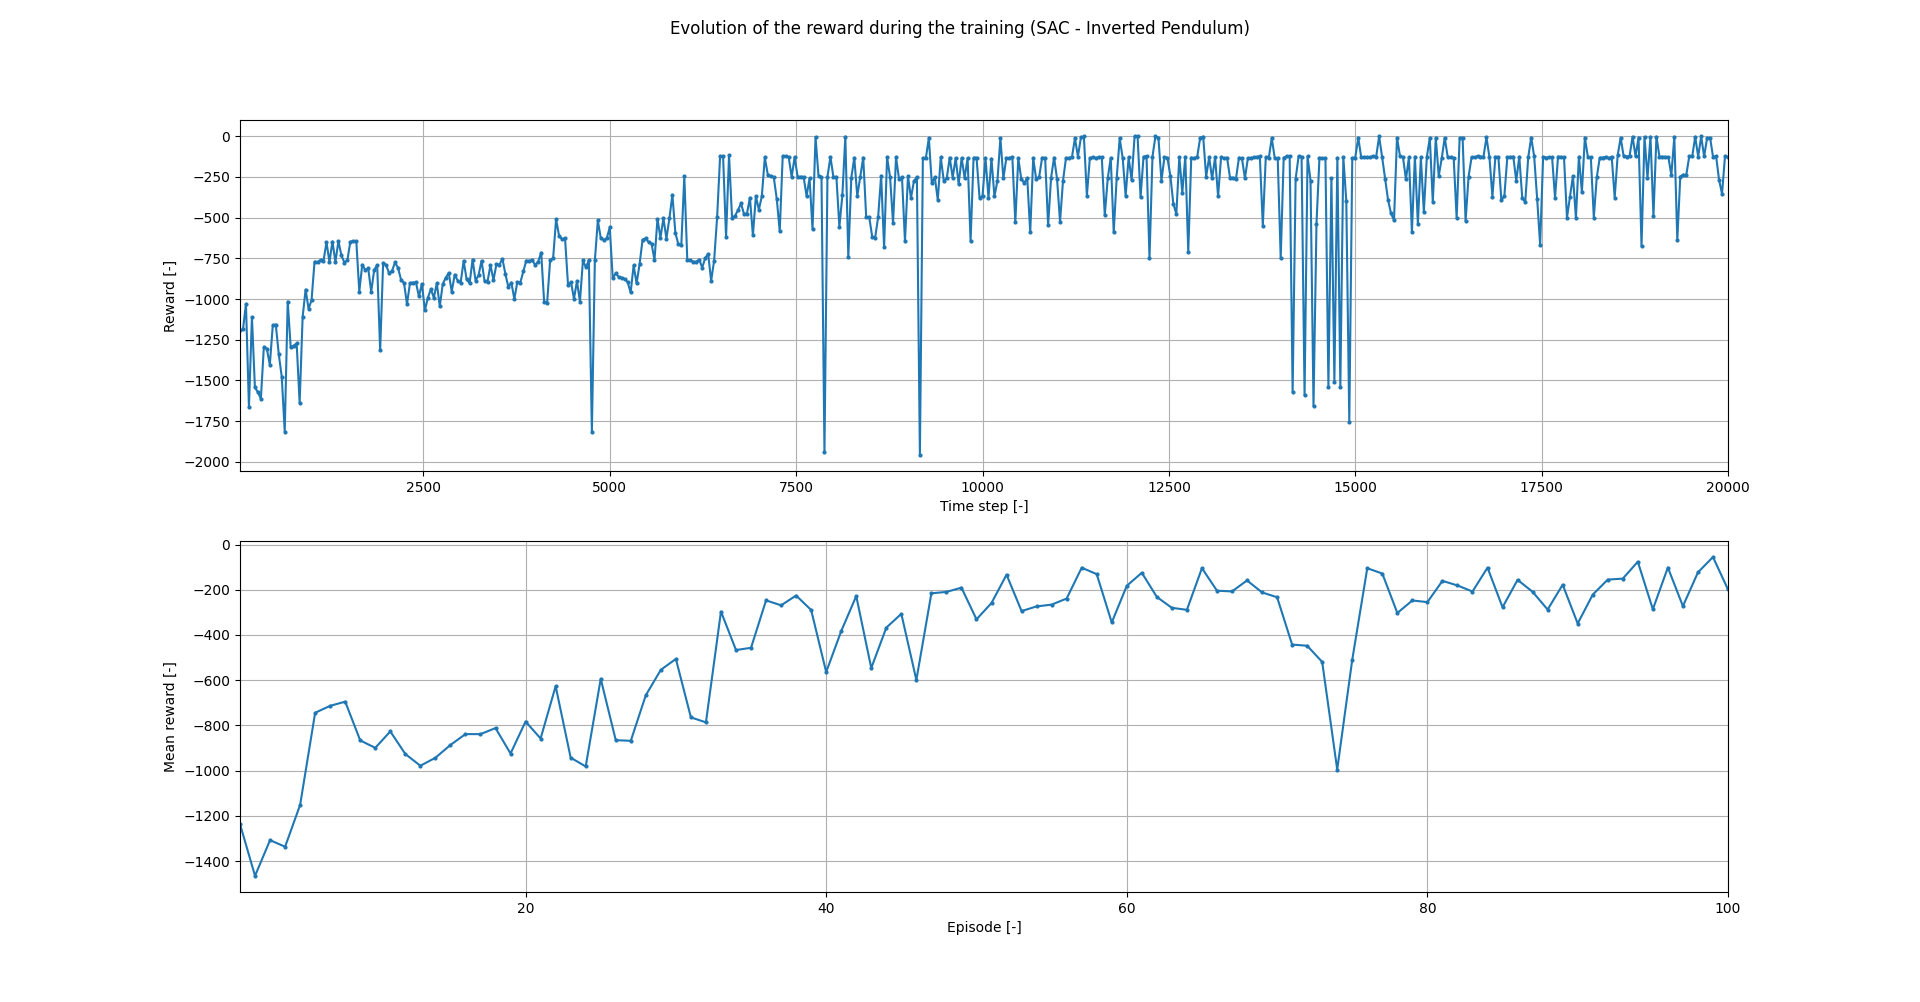 Evolution of the reward during the training (SAC - Inverted Pendulum)
0
−250
−500
−750
−1000
−1250
−1500
−1750
−2000
Reward [-]
2500 5000 7500 10000 12500 15000 17500 20000
Time step [-]
0
−200
−400
−600
−800
−1000
−1200
−1400
Mean reward [-]
20 40 60 80 100
Episode [-]